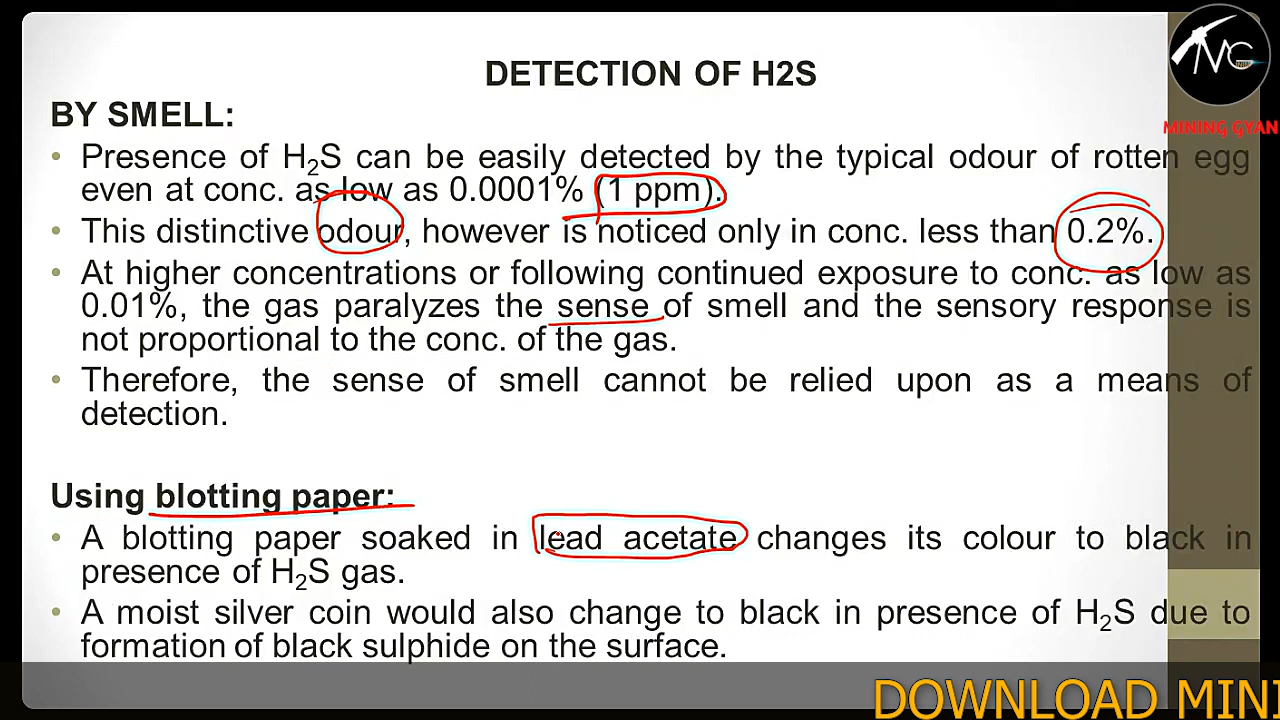 DETECTION OF H2S
BY SMELL:
• Presence of H₂S can be easily detected by the typical odour of rotten egg
even at conc. as low as 0.0001% (1 ppm).
• This distinctive odour, however is noticed only in conc. less than 0.2%.
• At higher concentrations or following continued exposure to conc. as low as
0.01%, the gas paralyzes the sense of smell and the sensory response is
not proportional to the conc. of the gas.
• Therefore, the sense of smell cannot be relied upon as a means of
detection.
Using blotting paper:
• A blotting paper soaked in lead acetate changes its colour to black in
presence of H₂S gas.
• A moist silver coin would also change to black in presence of H₂S due to
formation of black sulphide on the surface.
MG
MINING GYAN
DOWNLOAD MINI